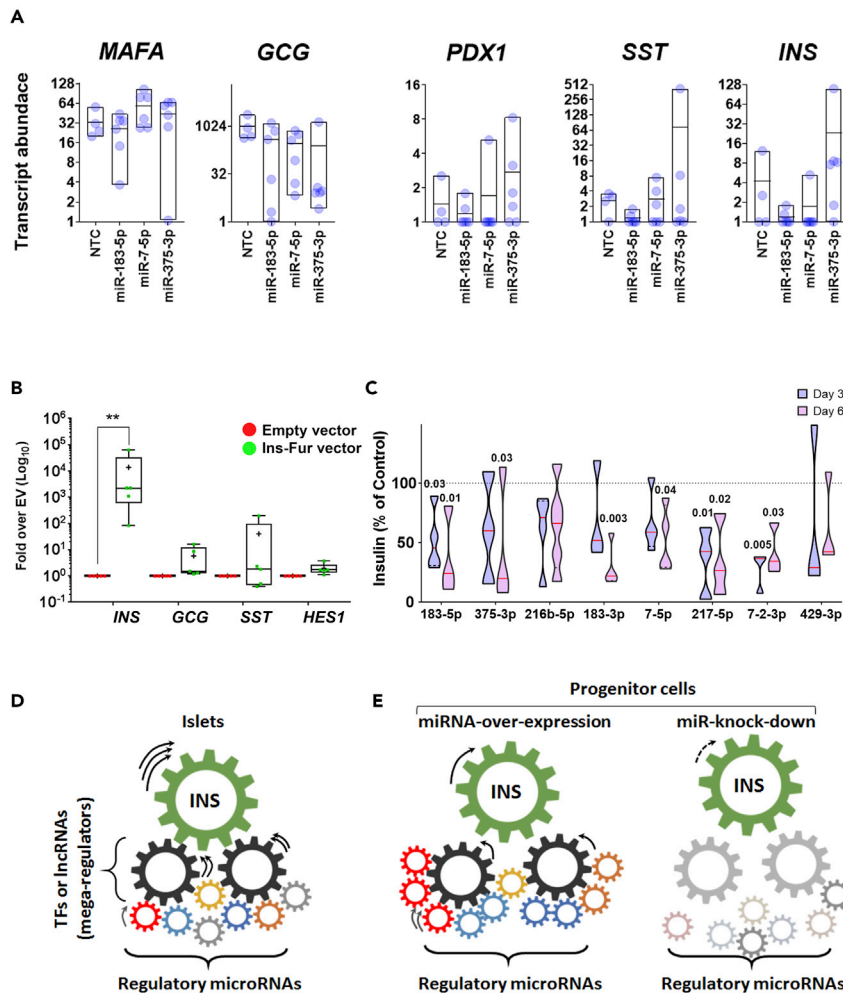 A
MAFA
GCG
PDX1
SST
INS
Transcript abundace
128
64
32
16
8
4
2
1
1024
32
1
16
8
4
2
1
512
256
128
64
32
16
8
4
2
1
128
64
32
16
8
4
2
1
NTC
miR-183-5p
miR-7-5p
miR-375-3p
NTC
miR-183-5p
miR-7-5p
miR-375-3p
NTC
miR-183-5p
miR-7-5p
miR-375-3p
NTC
miR-183-5p
miR-7-5p
miR-375-3p
NTC
miR-183-5p
miR-7-5p
miR-375-3p
B
Fold over EV (Log10)
10^6
10^5
10^4
10^3
10^2
10^1
10^0
10^-1
**
Empty vector
Ins-Fur vector
INS
GCG
SST
HES1
C
Day 3
Day 6
Insulin (% of Control)
100
50
0
0.03
0.01
0.03
0.003
0.04
0.01
0.02
0.005
0.03
183-5p
375-3p
216b-5p
183-3p
7-5p
217-5p
7-2-3p
429-3p
D
Islets
INS
TFs or lncRNAs
(mega-regulators)
Regulatory microRNAs
E
Progenitor cells
miRNA-over-expression
miR-knock-down
INS
INS
Regulatory microRNAs
Regulatory microRNAs